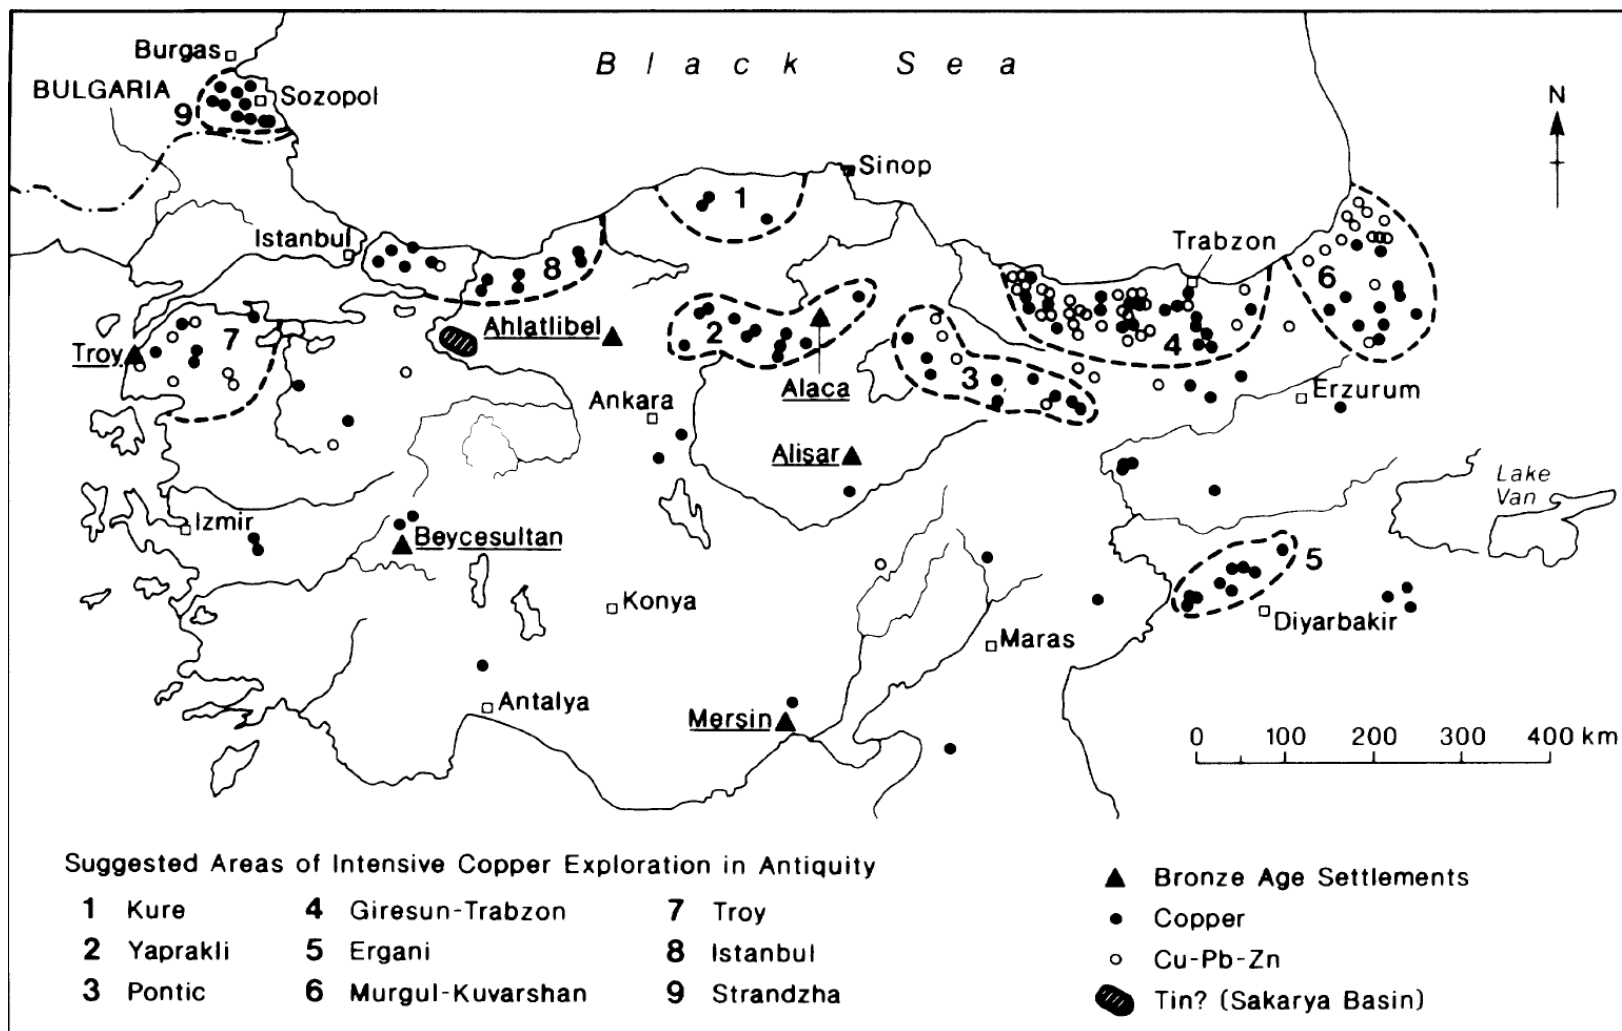 Burgas
Black Sea
BULGARIA
Sozopol
9
N
Sinop
1
Istanbul
Trabzon
8
6
7
Ahlatlibel
2
4
Troy
3
Alaca
Ankara
Erzurum
Alisar
Lake
Van
Izmir
Beycesultan
5
Konya
Diyarbakir
Maras
Antalya
Mersin
0 100 200 300 400 km
Suggested Areas of Intensive Copper Exploration in Antiquity
1 Kure
2 Yaprakli
3 Pontic
4 Giresun-Trabzon
5 Ergani
6 Murgul-Kuvarshan
7 Troy
8 Istanbul
9 Strandzha
Bronze Age Settlements
Copper
Cu-Pb-Zn
Tin? (Sakarya Basin)